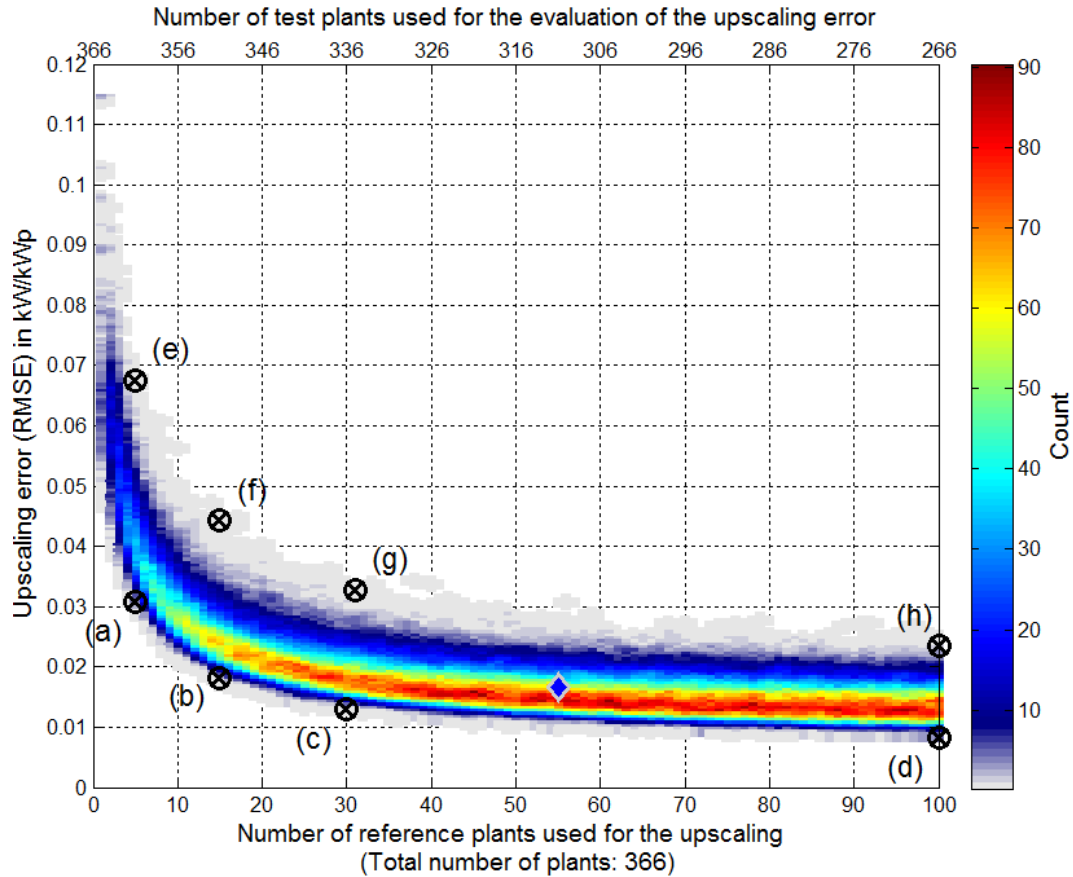 Number of test plants used for the evaluation of the upscaling error
366 356 346 336 326 316 306 296 286 276 266
0.12
0.11
0.1
0.09
0.08
0.07
0.06
0.05
0.04
0.03
0.02
0.01
0
Upscaling error (RMSE) in kW/kWp
(e)
(f)
(g)
(h)
(a)
(b)
(c)
(d)
0 10 20 30 40 50 60 70 80 90 100
Number of reference plants used for the upscaling
(Total number of plants: 366)
90
80
70
60
50
40
30
20
10
Count